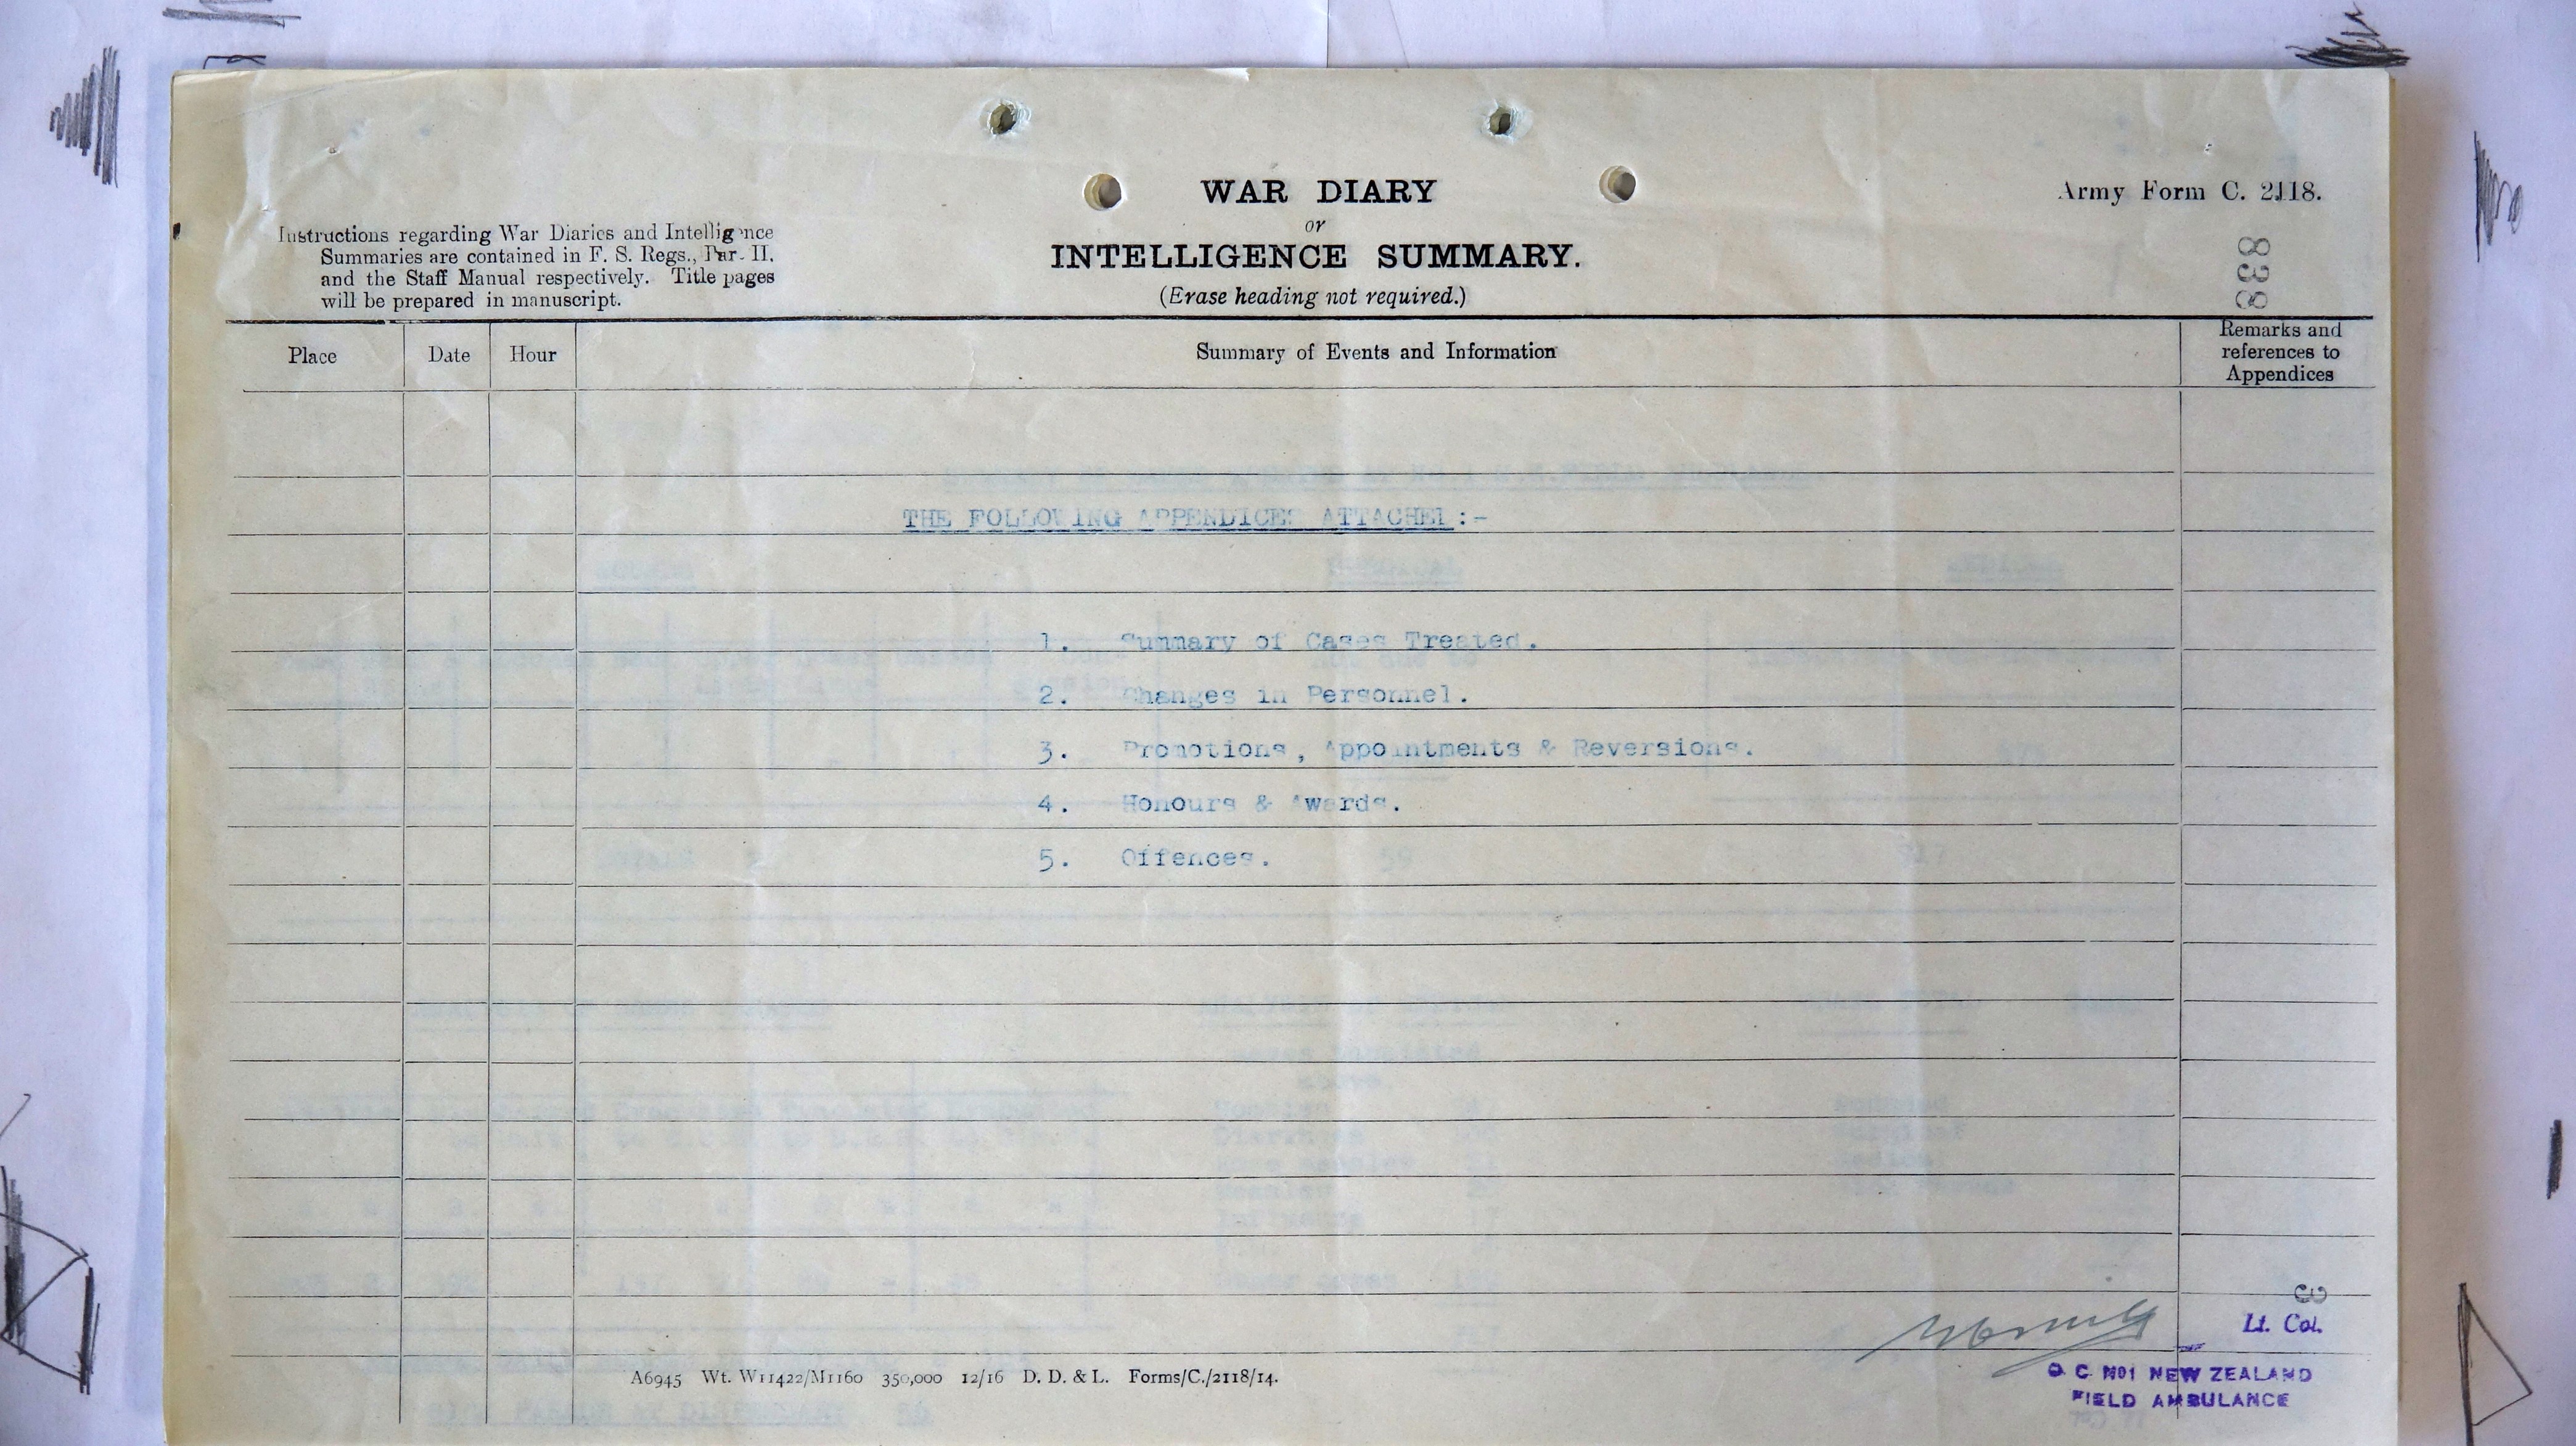 WAR DIARY
or
INTELLIGENCE SUMMARY.
(Erase heading not required.)
Army Form C. 2118.
838
Instructions regarding War Diaries and Intelligence
Summaries are contained in F. S. Regs., Par. II.
and the Staff Manual respectively. Title pages
will be prepared in manuscript.
Place
Date
Hour
Summary of Events and Information
Remarks and
references to
Appendices
THE FOLLOWING APPENDICES ATTACHED:-
1. Summary of Cases Treated.
2. Changes in Personnel.
3. Promotions, Appointments & Reversions.
4. Honours & Awards.
5. Offences.
3
Lt. Col.
O C No1 NEW ZEALAND
FIELD AMBULANCE
A6945 Wt. W11422/M1160 350,000 12/16 D. D. & L. Forms/C./2118/14.